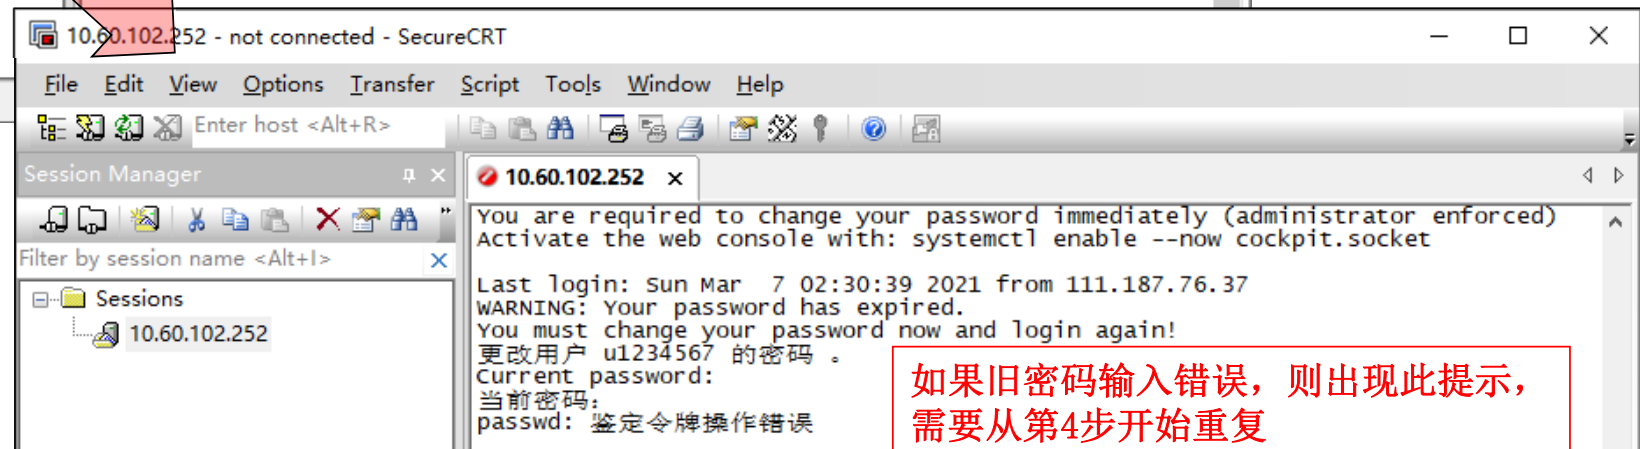 10.60.102.252 - not connected - SecureCRT
File Edit View Options Transfer Script Tools Window Help
Enter host <Alt+R>
Session Manager
10.60.102.252
Filter by session name <Alt+I>
Sessions
10.60.102.252
You are required to change your password immediately (administrator enforced)
Activate the web console with: systemctl enable --now cockpit.socket
Last login: Sun Mar  7 02:30:39 2021 from 111.187.76.37
WARNING: Your password has expired.
You must change your password now and login again!
更改用户 u1234567 的密码 。
Current password:
当前密码：
passwd: 鉴定令牌操作错误
如果旧密码输入错误，则出现此提示，
需要从第4步开始重复